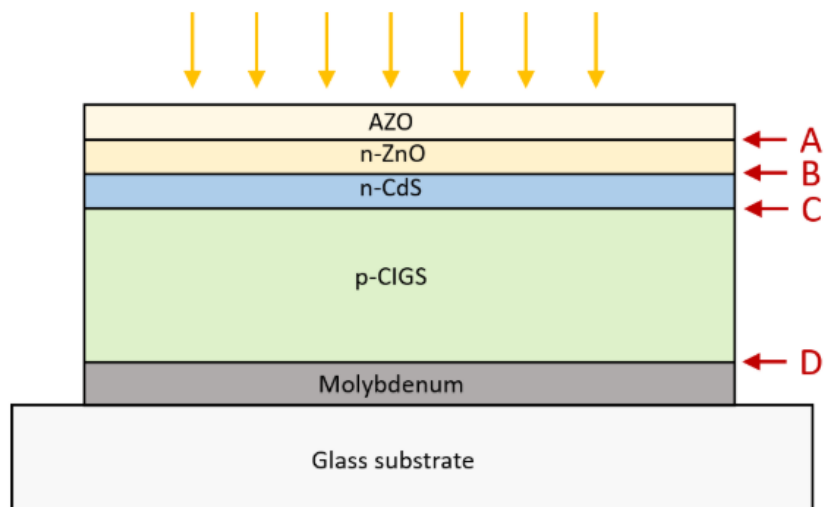 AZO
A
n-ZnO
B
n-CdS
C
p-CIGS
D
Molybdenum
Glass substrate